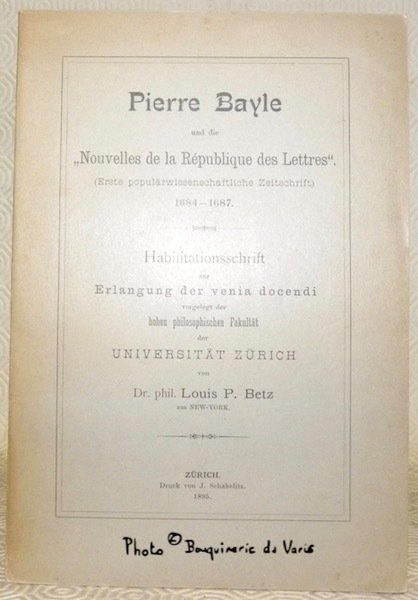 Pierre Bayle
und die
„Nouvelles de la République des Lettres“.
(Erste populärwissenschaftliche Zeitschrift)
1684—1687.
Habilitationsschrift
zur
Erlangung der venia docendi
vorgelegt der
hohen philosophischen Fakultät
der
UNIVERSITÄT ZÜRICH
von
Dr. phil. Louis P. Betz
aus NEW-YORK.
ZÜRICH.
Druck von J. Schabelitz.
1895.
Photo © Bouquinerie du Varis